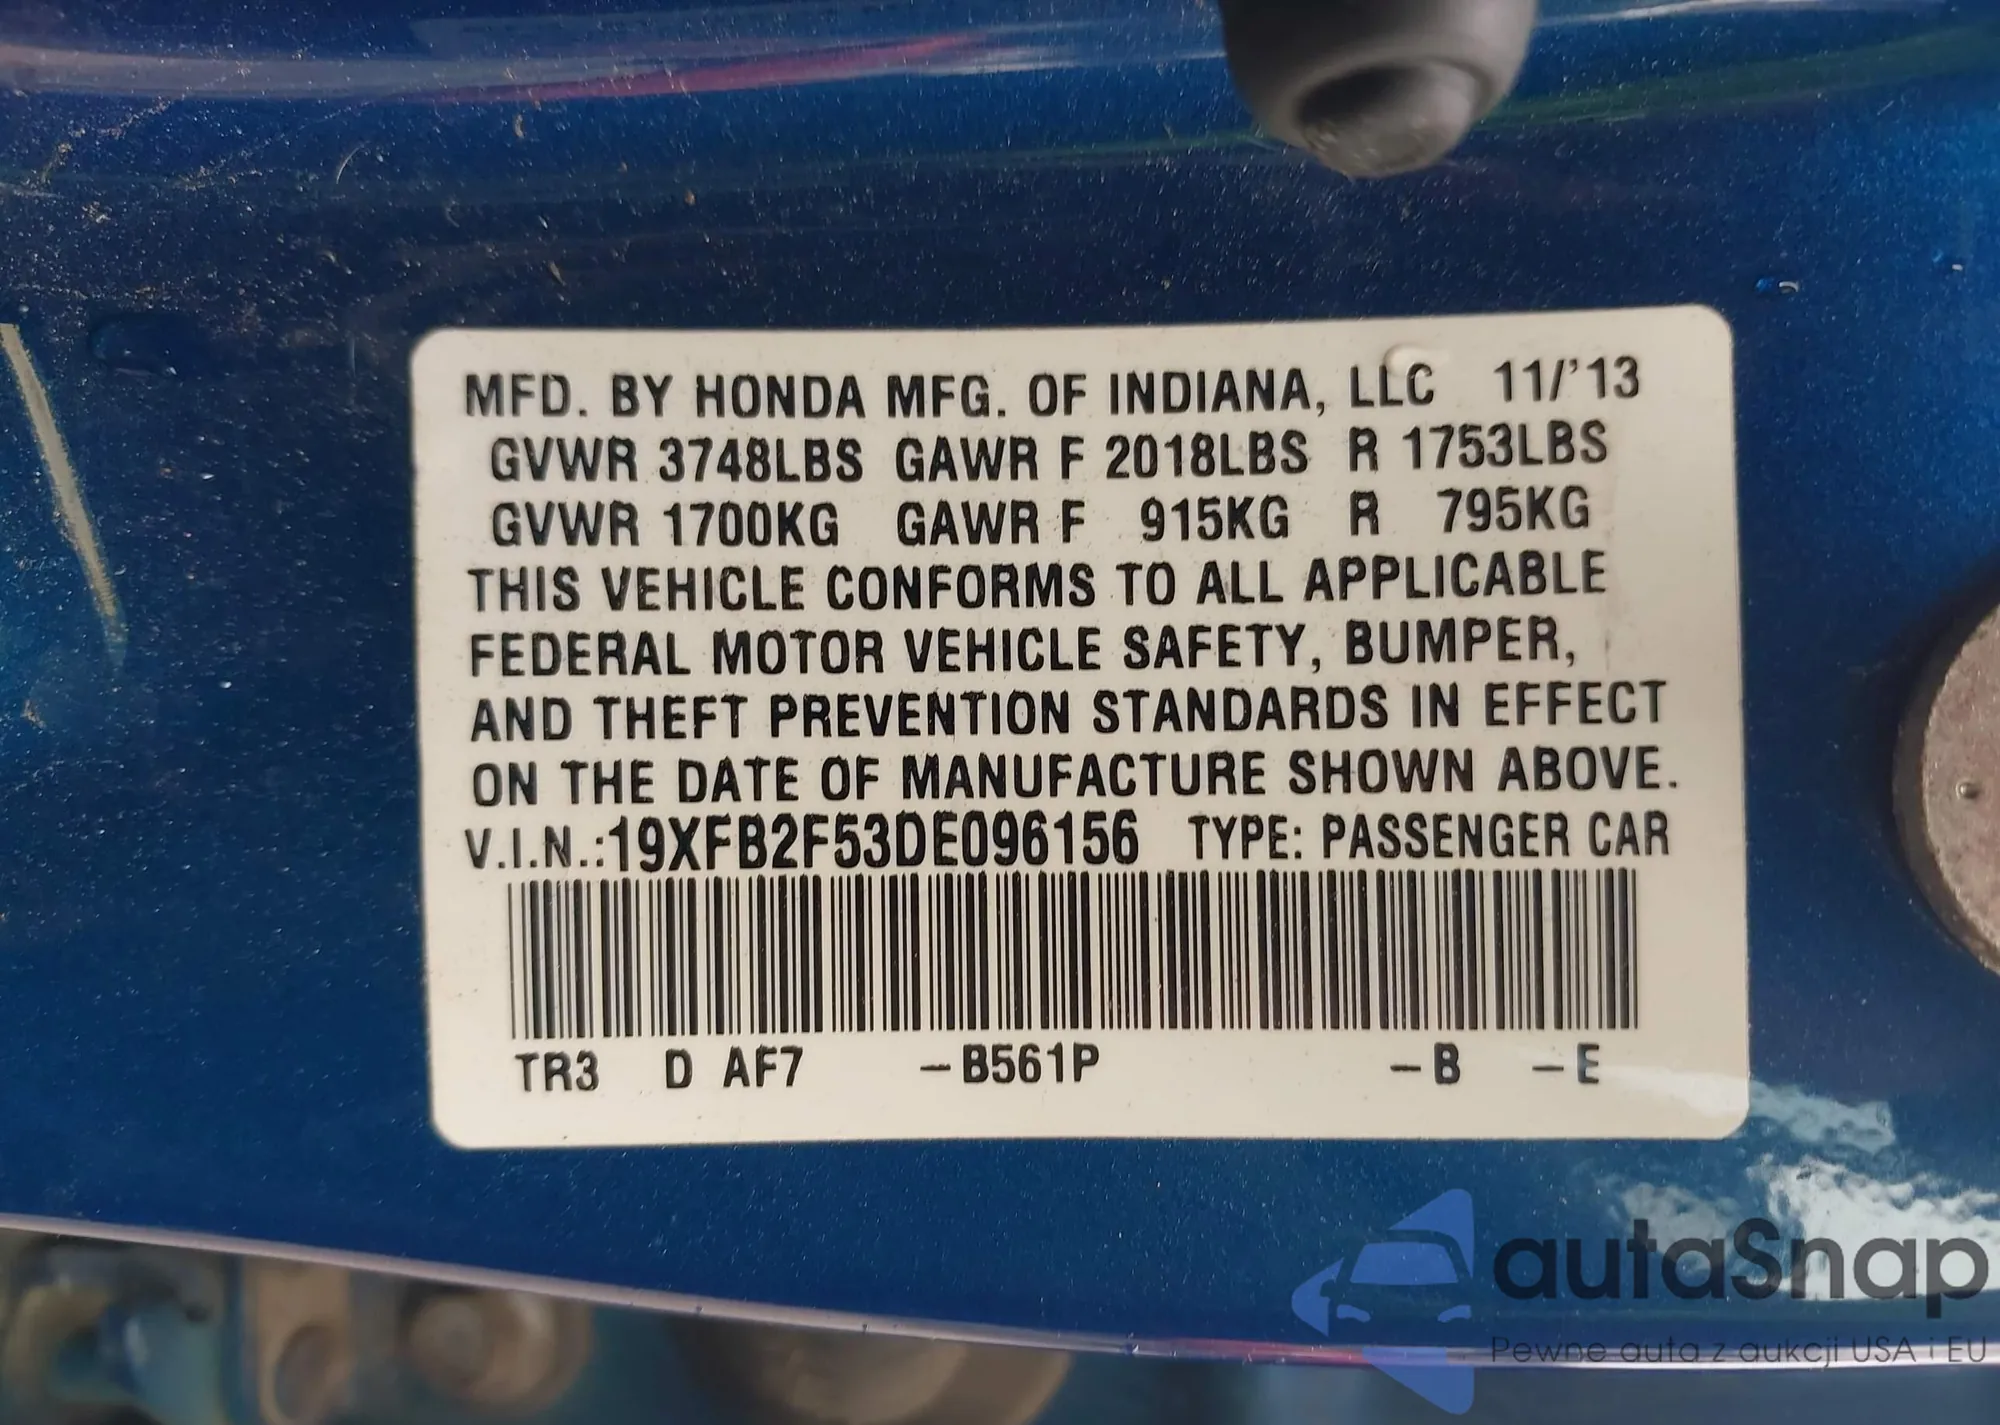 MFD. BY HONDA MFG. OF INDIANA, LLC 11/'13
GVWR 3748LBS GAWR F 2018LBS R 1753LBS
GVWR 1700KG GAWR F 915KG R 795KG
THIS VEHICLE CONFORMS TO ALL APPLICABLE
FEDERAL MOTOR VEHICLE SAFETY, BUMPER,
AND THEFT PREVENTION STANDARDS IN EFFECT
ON THE DATE OF MANUFACTURE SHOWN ABOVE.
V.I.N.:19XFB2F53DE096156 TYPE: PASSENGER CAR
TR3 D AF7 –B561P –B –E
autaSnap
Pewne auta z aukcji USA i EU